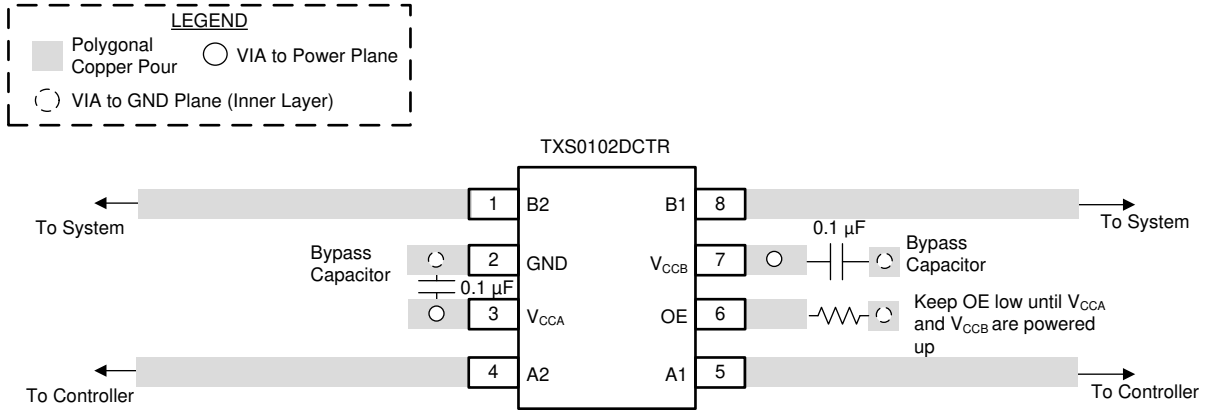 LEGEND
Polygonal
Copper Pour
VIA to Power Plane
VIA to GND Plane (Inner Layer)
TXS0102DCTR
1
B2
B1
8
To System
To System
Bypass
Capacitor
2
GND
VCCB
7
0.1 µF
Bypass
Capacitor
0.1 µF
3
VCCA
OE
6
Keep OE low until VCCA
and VCCB are powered
up
4
A2
A1
5
To Controller
To Controller